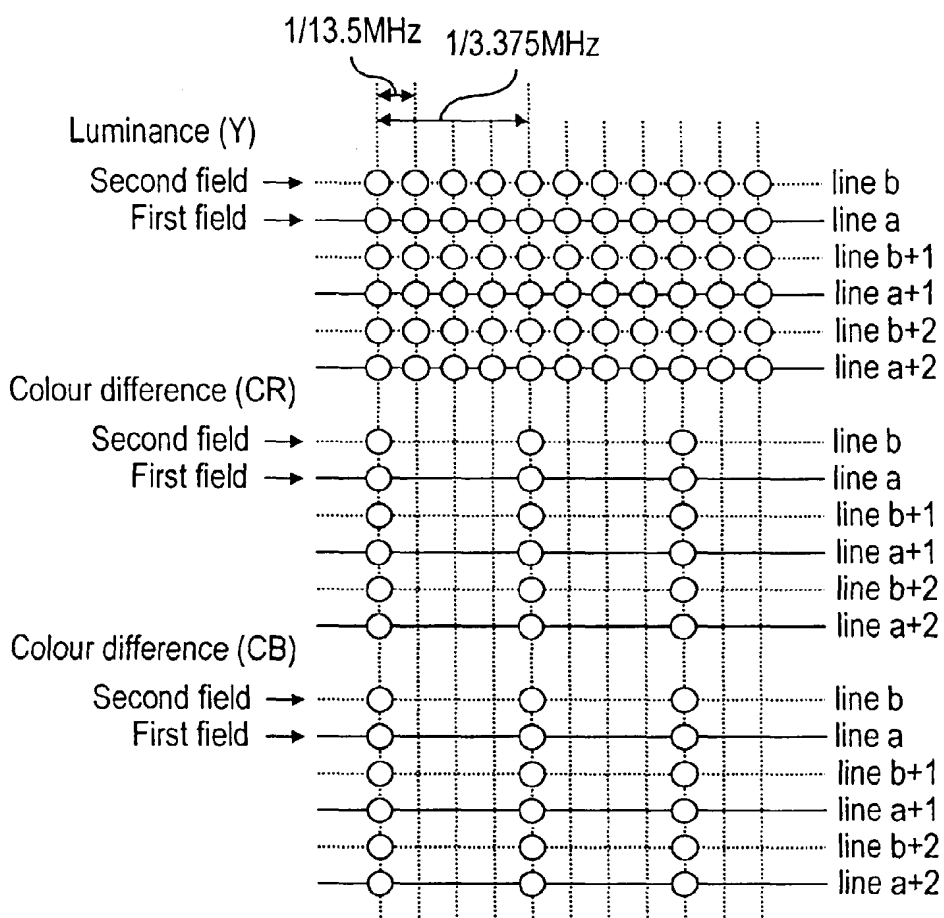 1/13.5MHz
1/3.375MHz
Luminance (Y)
Second field
line b
First field
line a
line b+1
line a+1
line b+2
line a+2
Colour difference (CR)
Second field
line b
First field
line a
line b+1
line a+1
line b+2
line a+2
Colour difference (CB)
Second field
line b
First field
line a
line b+1
line a+1
line b+2
line a+2